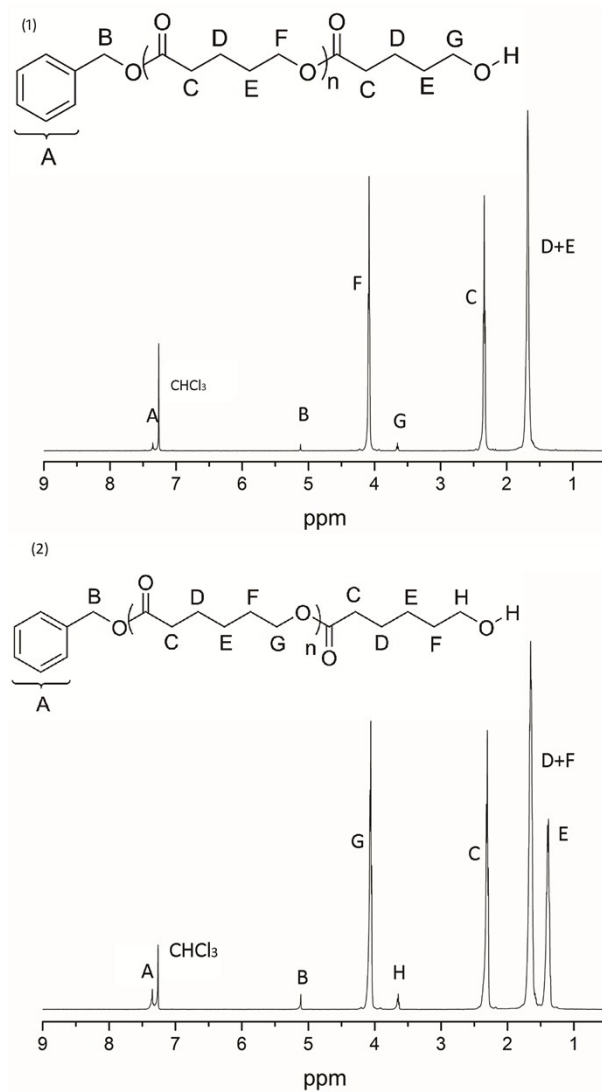 (1)
O O
B D F D G H
O O O
C E n C E
A
D+E
F
C
CHCl₃
A B G
9 8 7 6 5 4 3 2 1
ppm
(2)
O
B D F O C E H H
O O
C E G n D F
O
A
D+F
G
C E
CHCl₃
A
B H
9 8 7 6 5 4 3 2 1
ppm